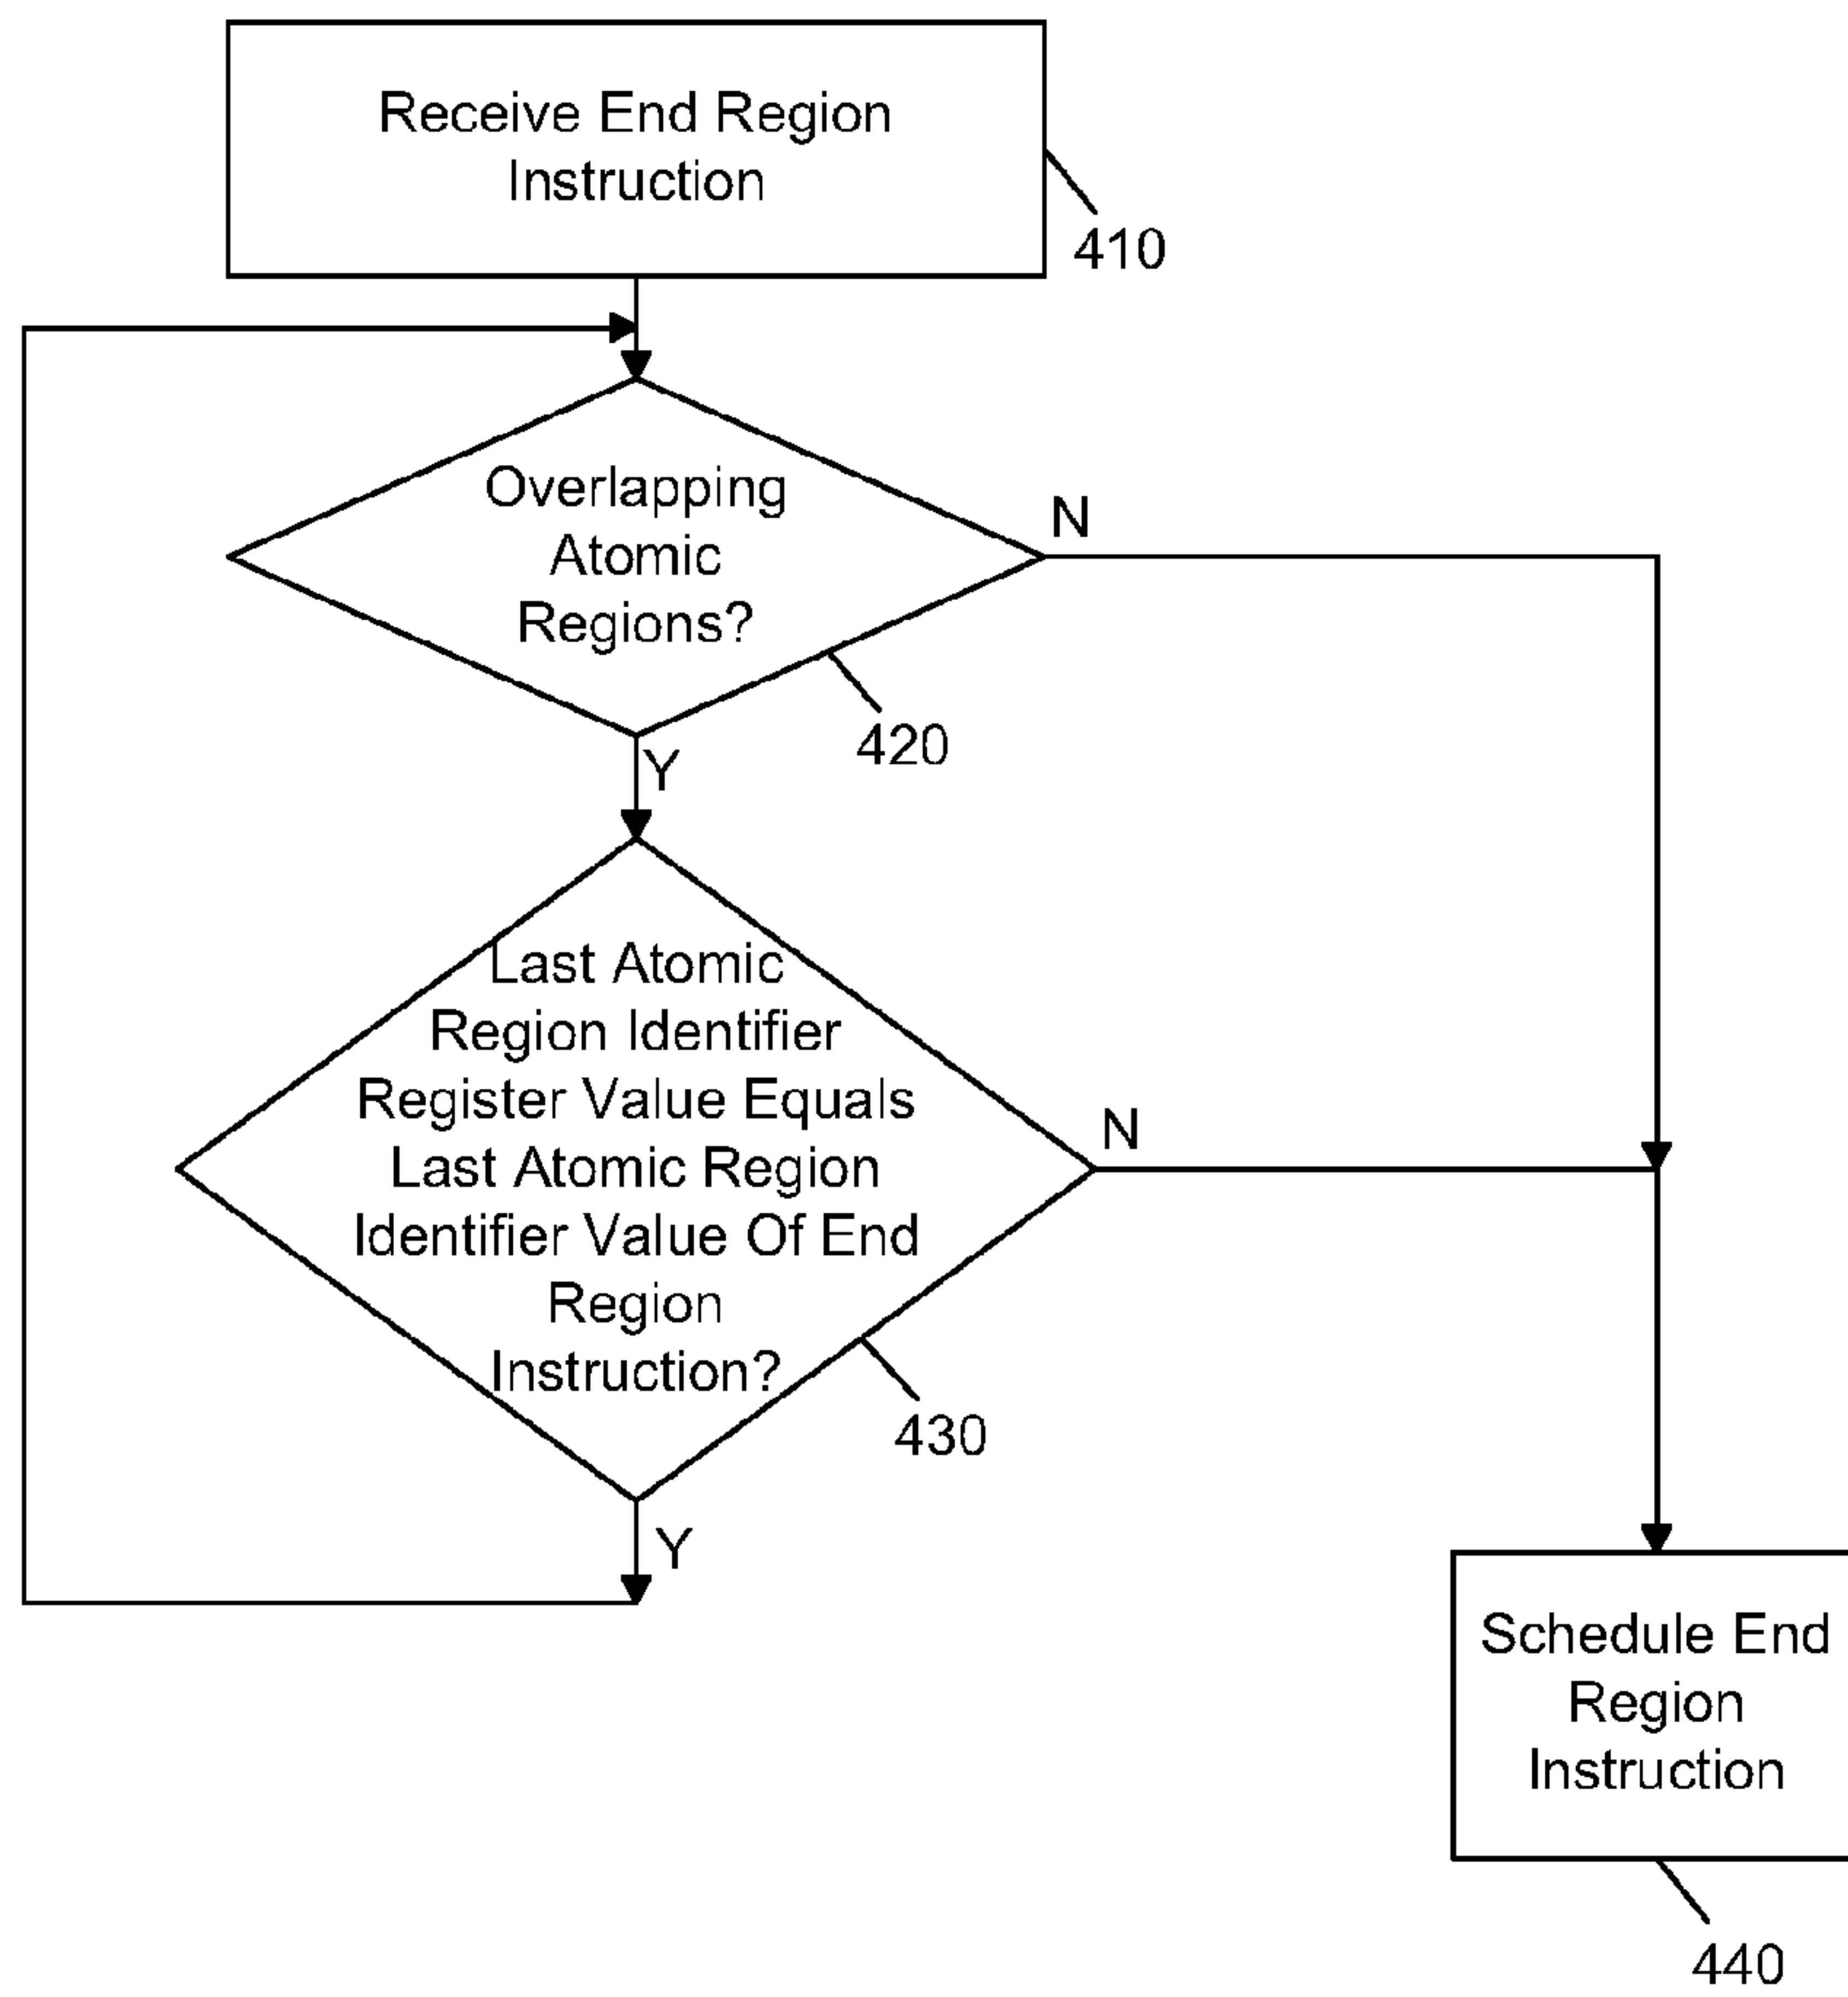 Receive End Region
Instruction
410
Overlapping
Atomic
Regions?
N
420
Y
Last Atomic
Region Identifier
Register Value Equals
Last Atomic Region
Identifier Value Of End
Region
Instruction?
N
430
Y
Schedule End
Region
Instruction
440